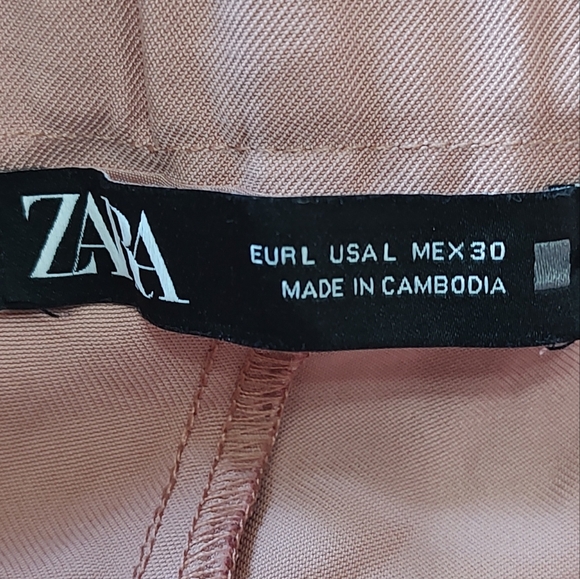 ZARA
EUR L USA L MEX 30
MADE IN CAMBODIA